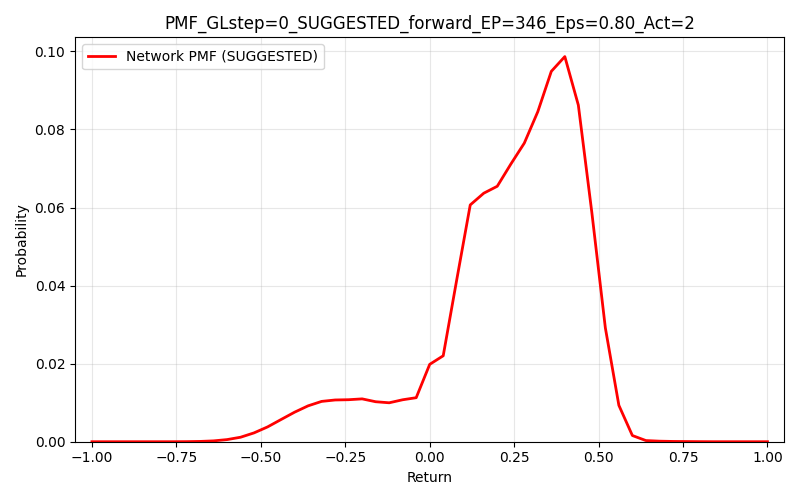 PMF_GLstep=0_SUGGESTED_forward_EP=346_Eps=0.80_Act=2
Network PMF (SUGGESTED)
0.10
0.08
0.06
0.04
0.02
0.00
Probability
−1.00 −0.75 −0.50 −0.25 0.00 0.25 0.50 0.75 1.00
Return